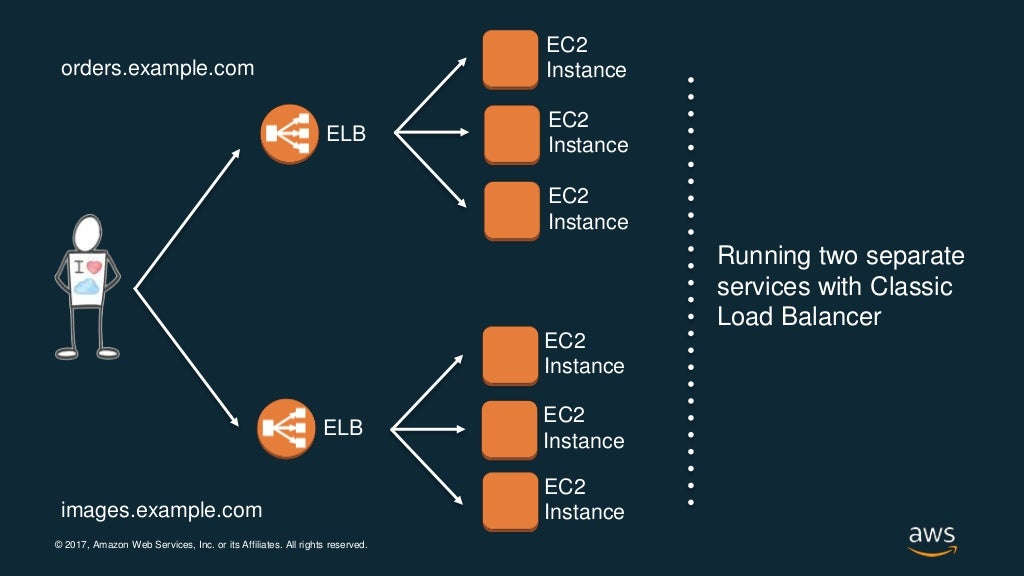 orders.example.com
ELB
EC2
Instance
EC2
Instance
EC2
Instance
I
Running two separate
services with Classic
Load Balancer
ELB
EC2
Instance
EC2
Instance
EC2
Instance
images.example.com
© 2017, Amazon Web Services, Inc. or its Affiliates. All rights reserved.
aws